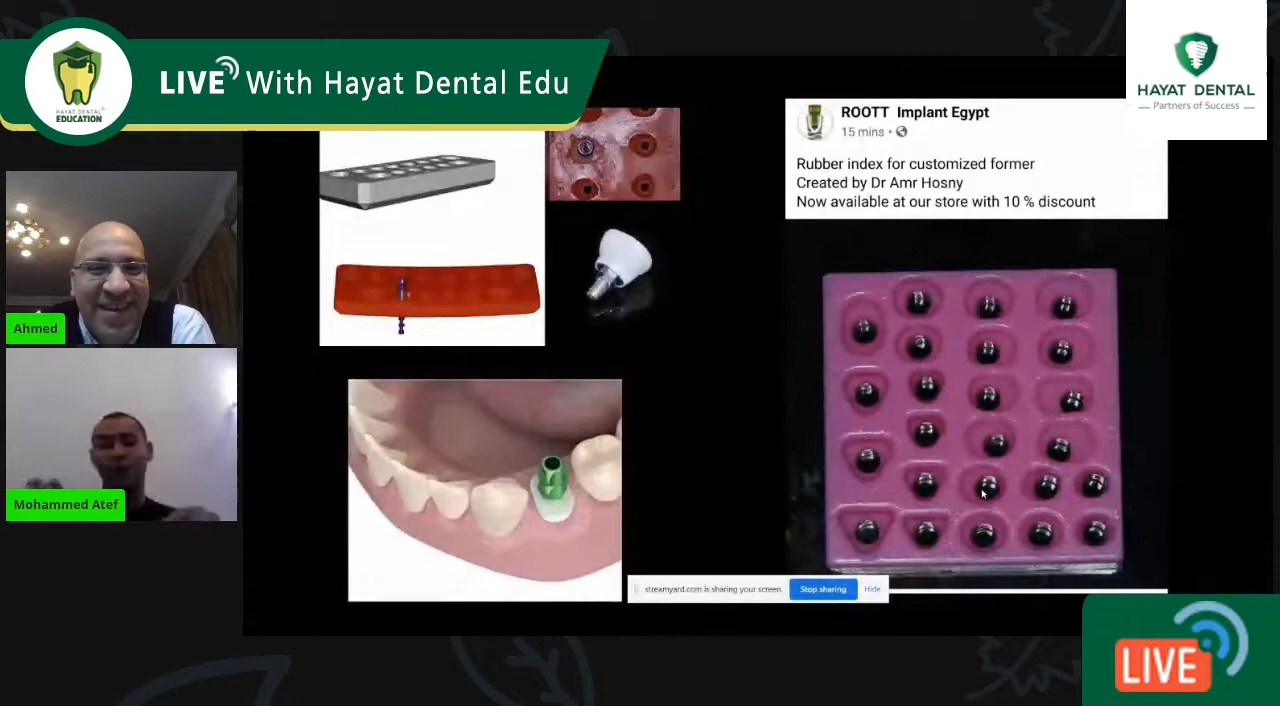 LIVE With Hayat Dental Edu
HAYAT DENTAL
EDUCATION
HAYAT DENTAL
Partners of Success
ROOTT Implant Egypt
15 mins
Rubber index for customized former
Created by Dr Amr Hosny
Now available at our store with 10 % discount
Ahmed
Mohammed Atef
streamyard.com is sharing your screen.
Stop sharing
Hide
LIVE